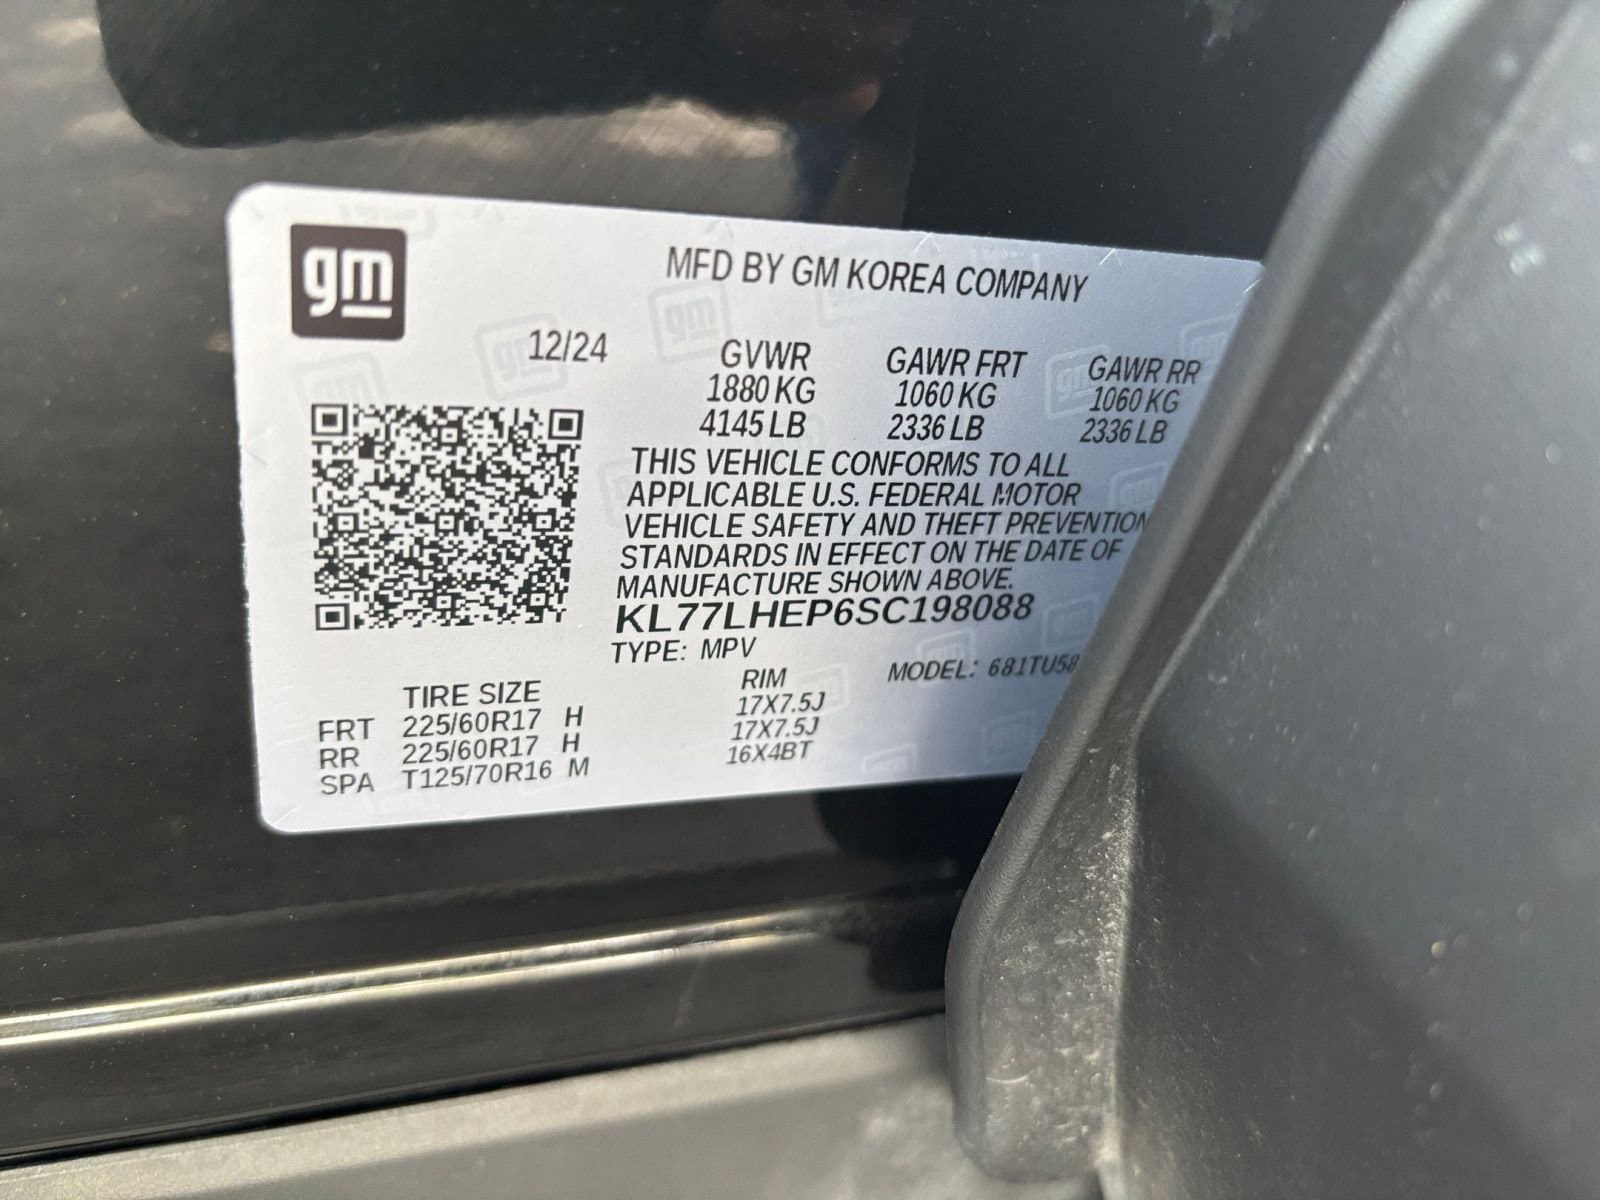 gm
MFD BY GM KOREA COMPANY
12/24
GVWR GAWR FRT GAWR RR
1880 KG 1060 KG 1060 KG
4145 LB 2336 LB 2336 LB
THIS VEHICLE CONFORMS TO ALL
APPLICABLE U.S. FEDERAL MOTOR
VEHICLE SAFETY AND THEFT PREVENTION
STANDARDS IN EFFECT ON THE DATE OF
MANUFACTURE SHOWN ABOVE.
KL77LHEP6SC198088
TYPE: MPV MODEL: 681TU58
TIRE SIZE RIM
FRT 225/60R17 H 17X7.5J
RR 225/60R17 H 17X7.5J
SPA T125/70R16 M 16X4BT